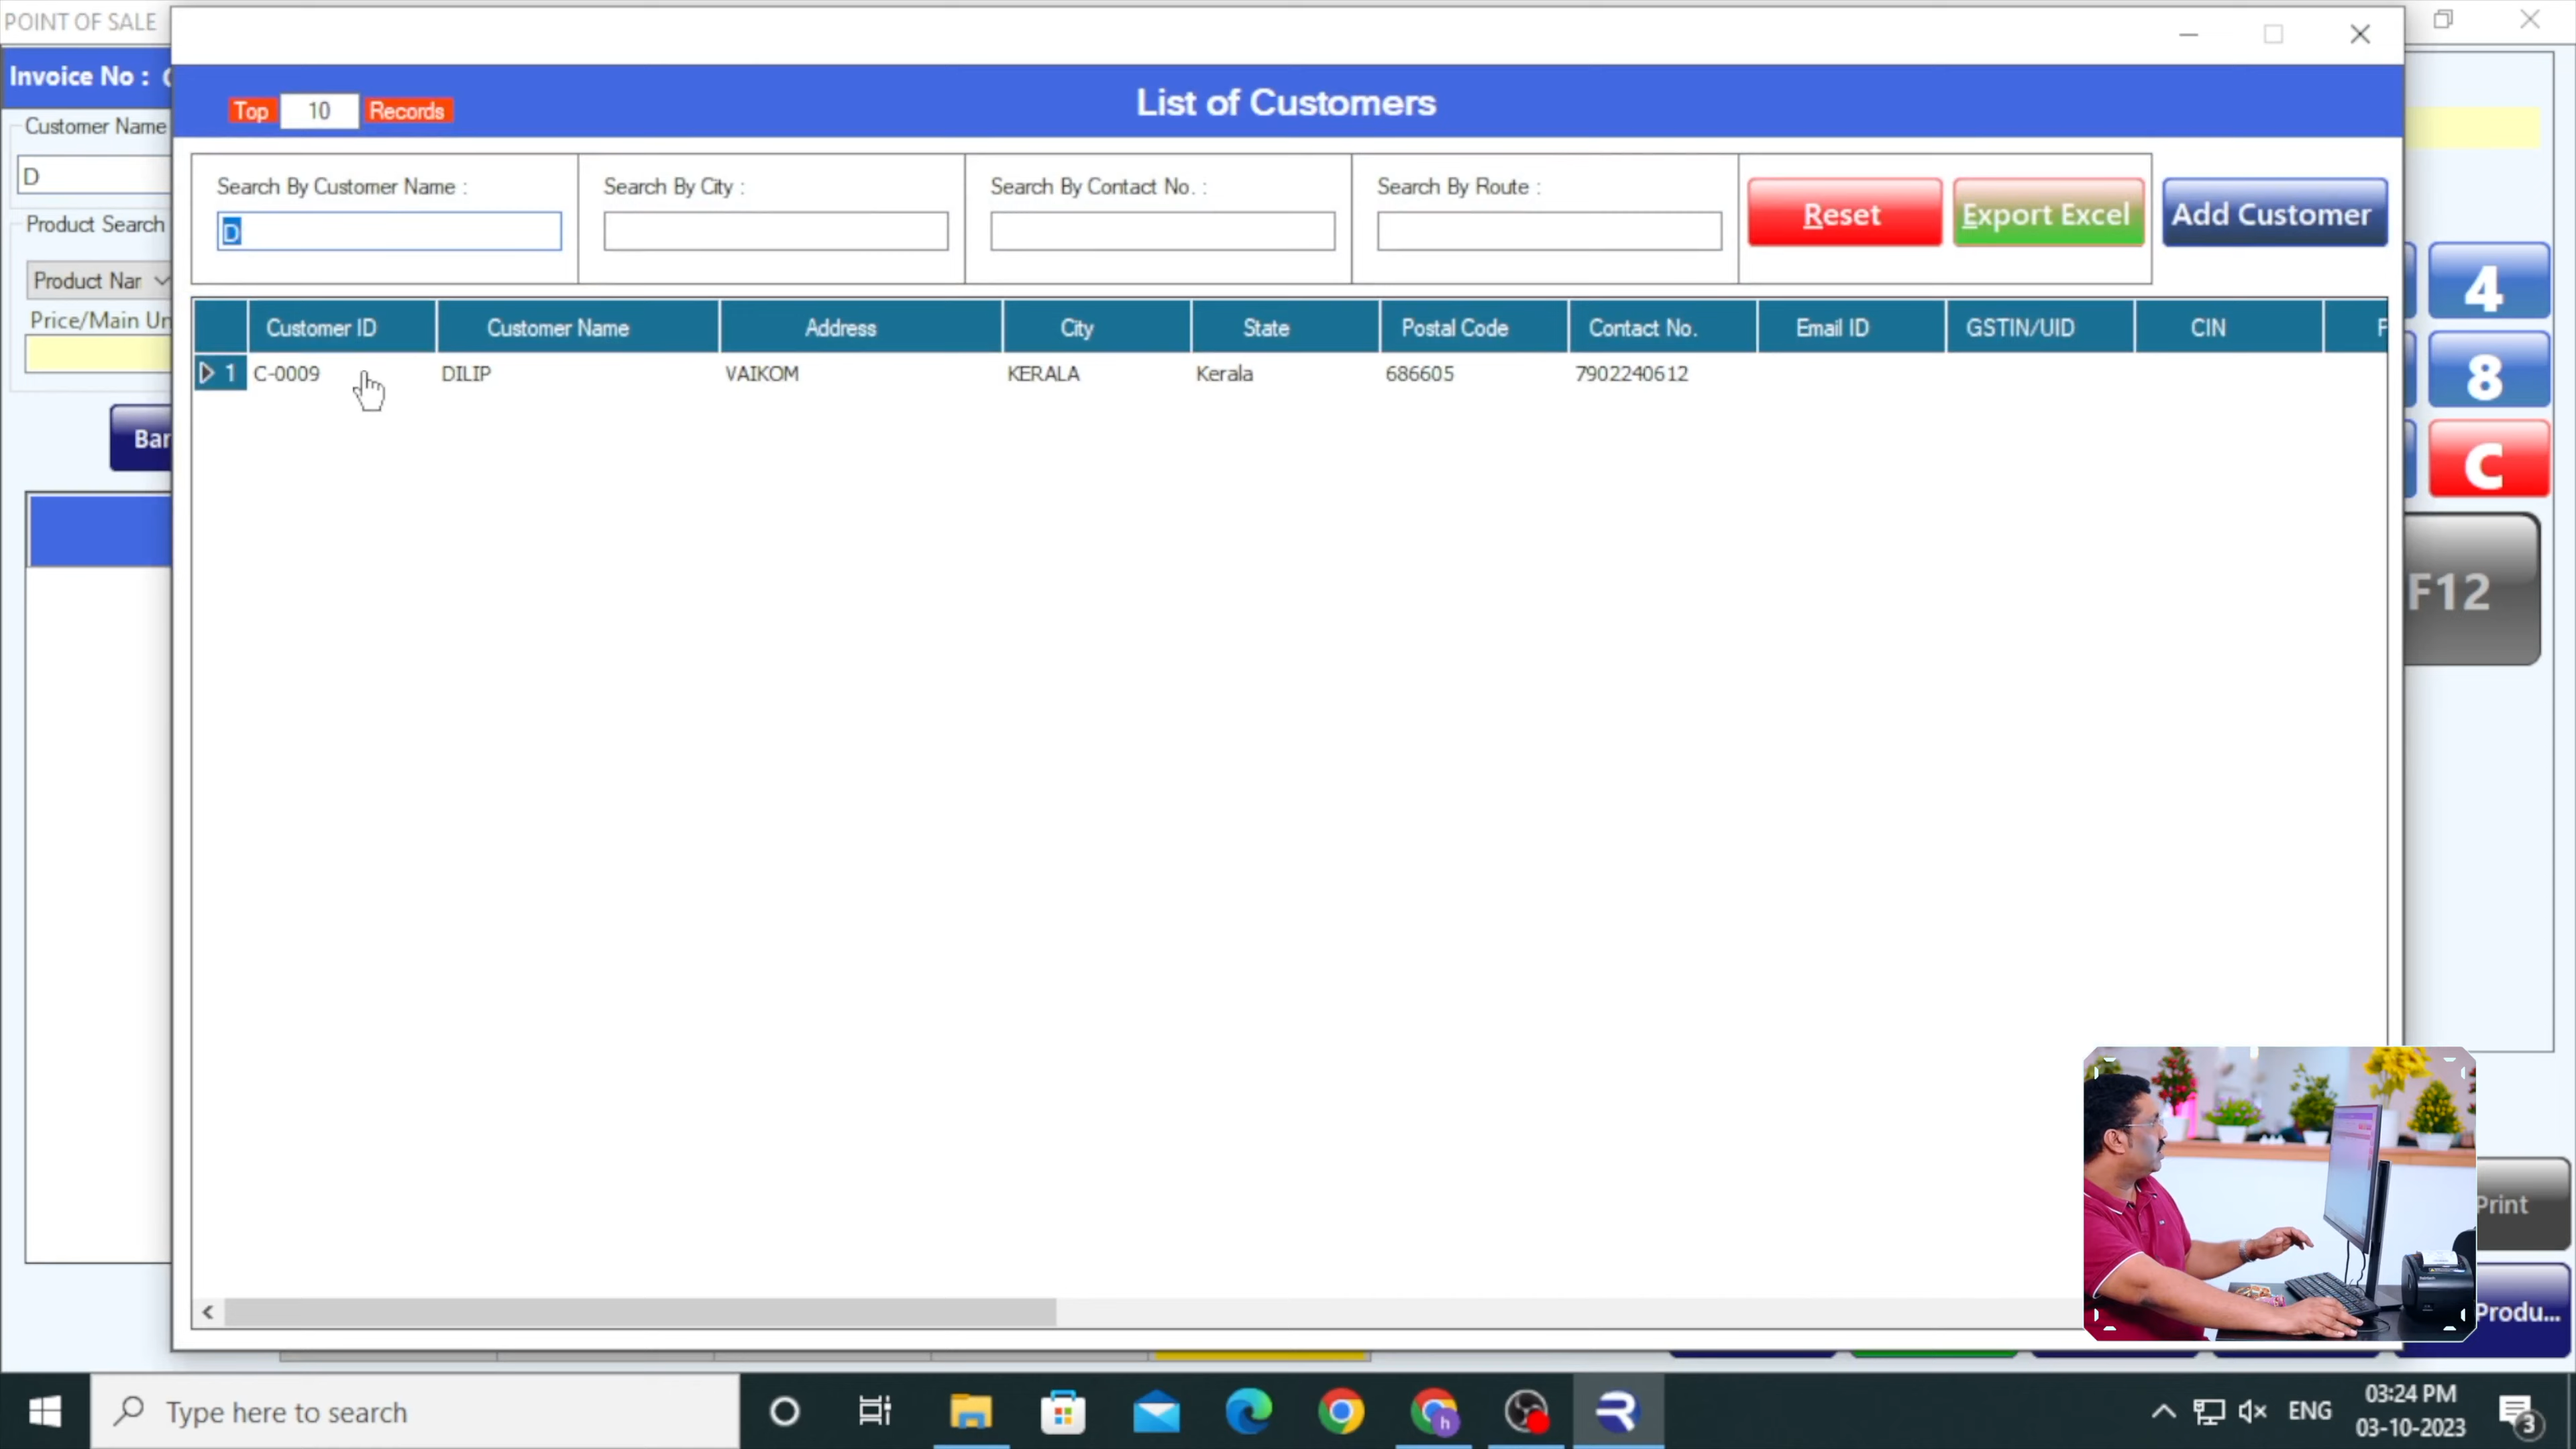 POINT OF SALE
Invoice No :
Customer Name
D
Product Search
Product Nar
Price/Main Un
Bar
Top 10 Records
List of Customers
Search By Customer Name :
D
Search By City :
Search By Contact No. :
Search By Route :
Reset
Export Excel
Add Customer
Customer ID Customer Name Address City State Postal Code Contact No. Email ID GSTIN/UID CIN
1 C-0009 DILIP VAIKOM KERALA Kerala 686605 7902240612
4
8
C
F12
Print
Produ...
Type here to search
h
ENG
03:24 PM
03-10-2023
3